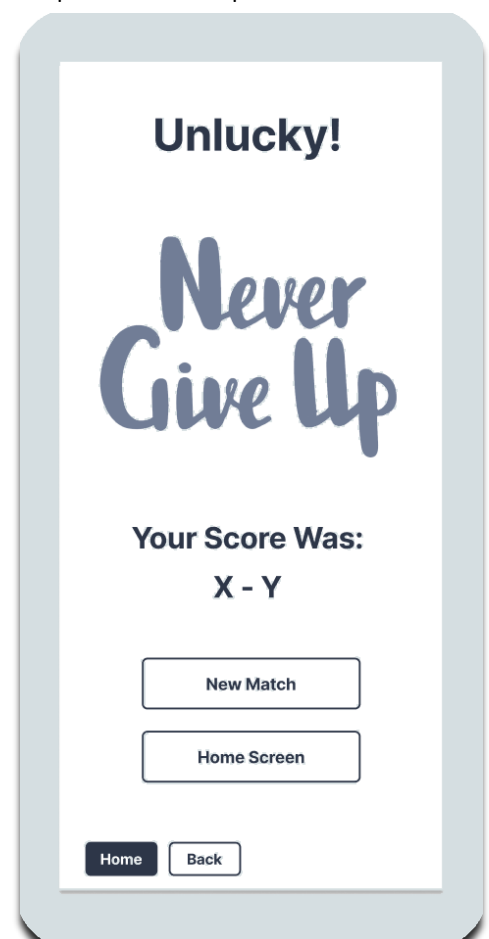 Unlucky!
Never
Give Up
Your Score Was:
X - Y
New Match
Home Screen
Home Back